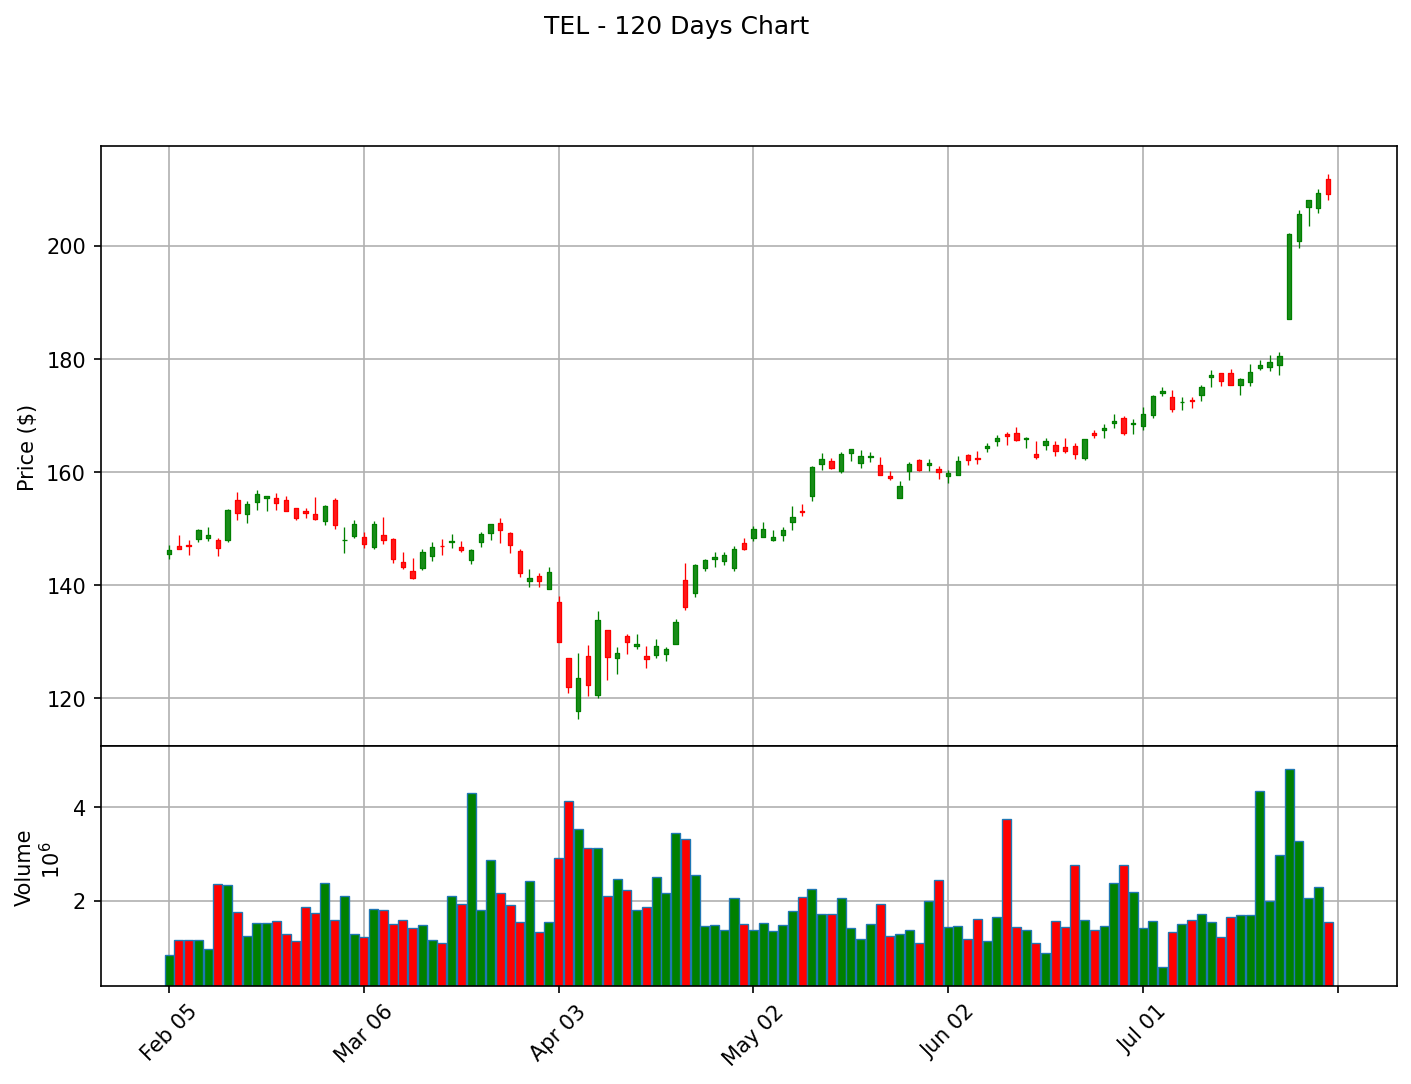 TEL - 120 Days Chart
Price ($)
200
180
160
140
120
Volume
10^6
4
2
Feb 05
Mar 06
Apr 03
May 02
Jun 02
Jul 01